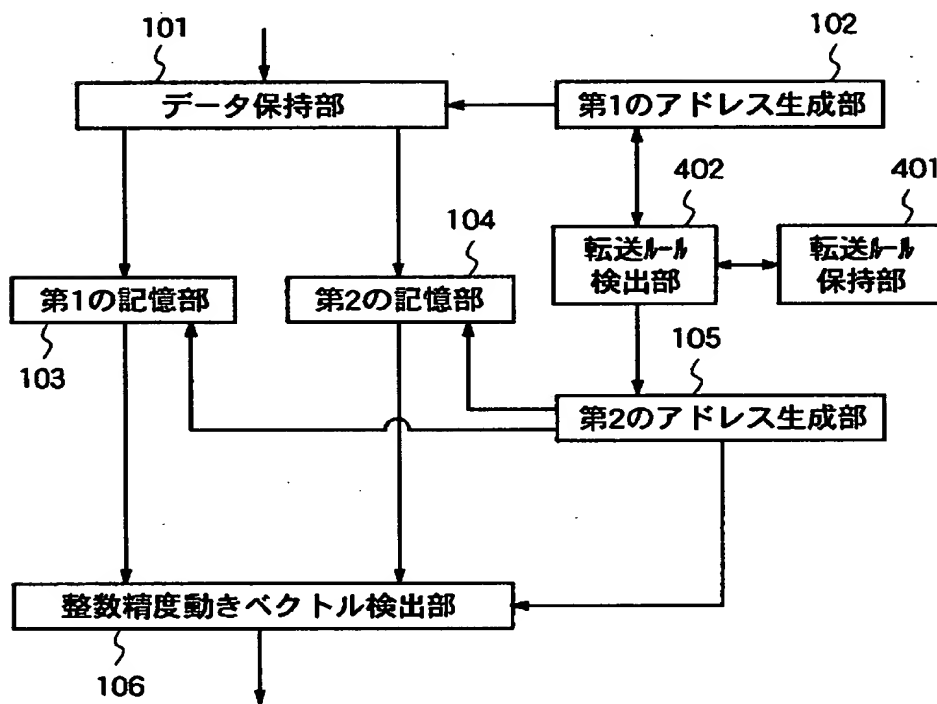 101
102
データ保持部
第1のアドレス生成部
402
401
104
転送ルール
検出部
転送ルール
保持部
第1の記憶部
第2の記憶部
103
105
第2のアドレス生成部
整数精度動きベクトル検出部
106